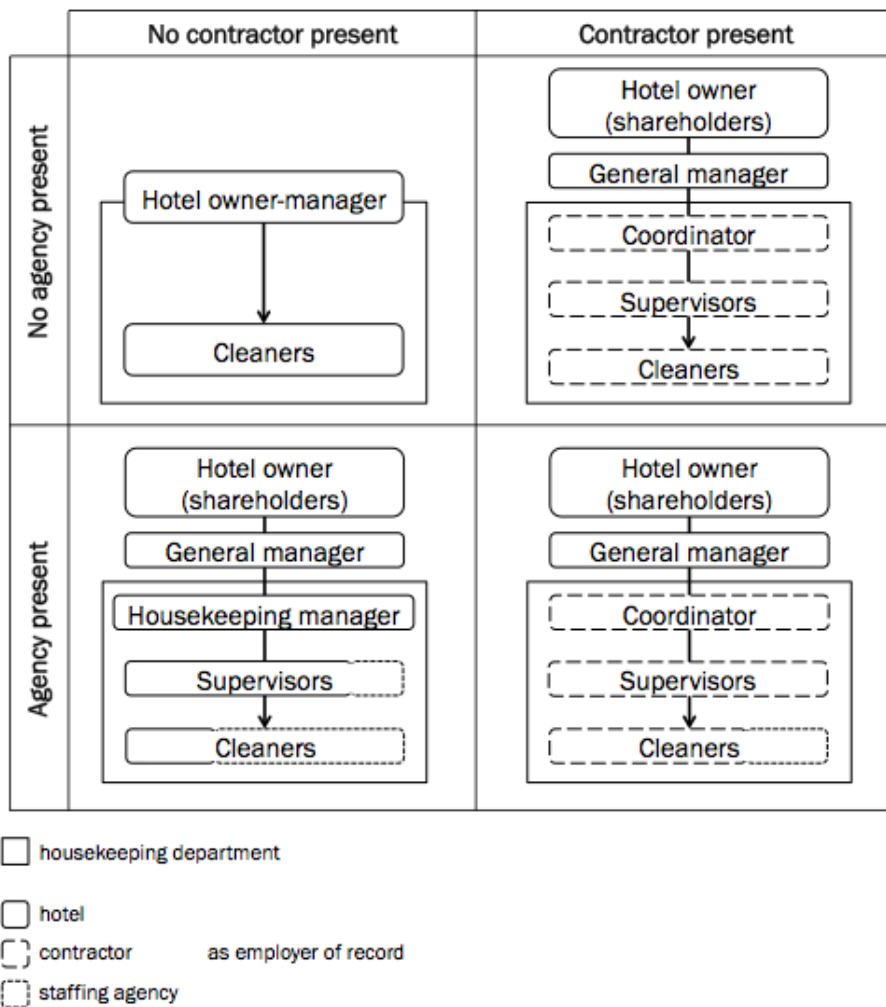 No contractor present
Contractor present
No agency present
Hotel owner-manager
Cleaners
Hotel owner
(shareholders)
General manager
Coordinator
Supervisors
Cleaners
Agency present
Hotel owner
(shareholders)
General manager
Housekeeping manager
Supervisors
Cleaners
Hotel owner
(shareholders)
General manager
Coordinator
Supervisors
Cleaners
housekeeping department
hotel
contractor as employer of record
staffing agency